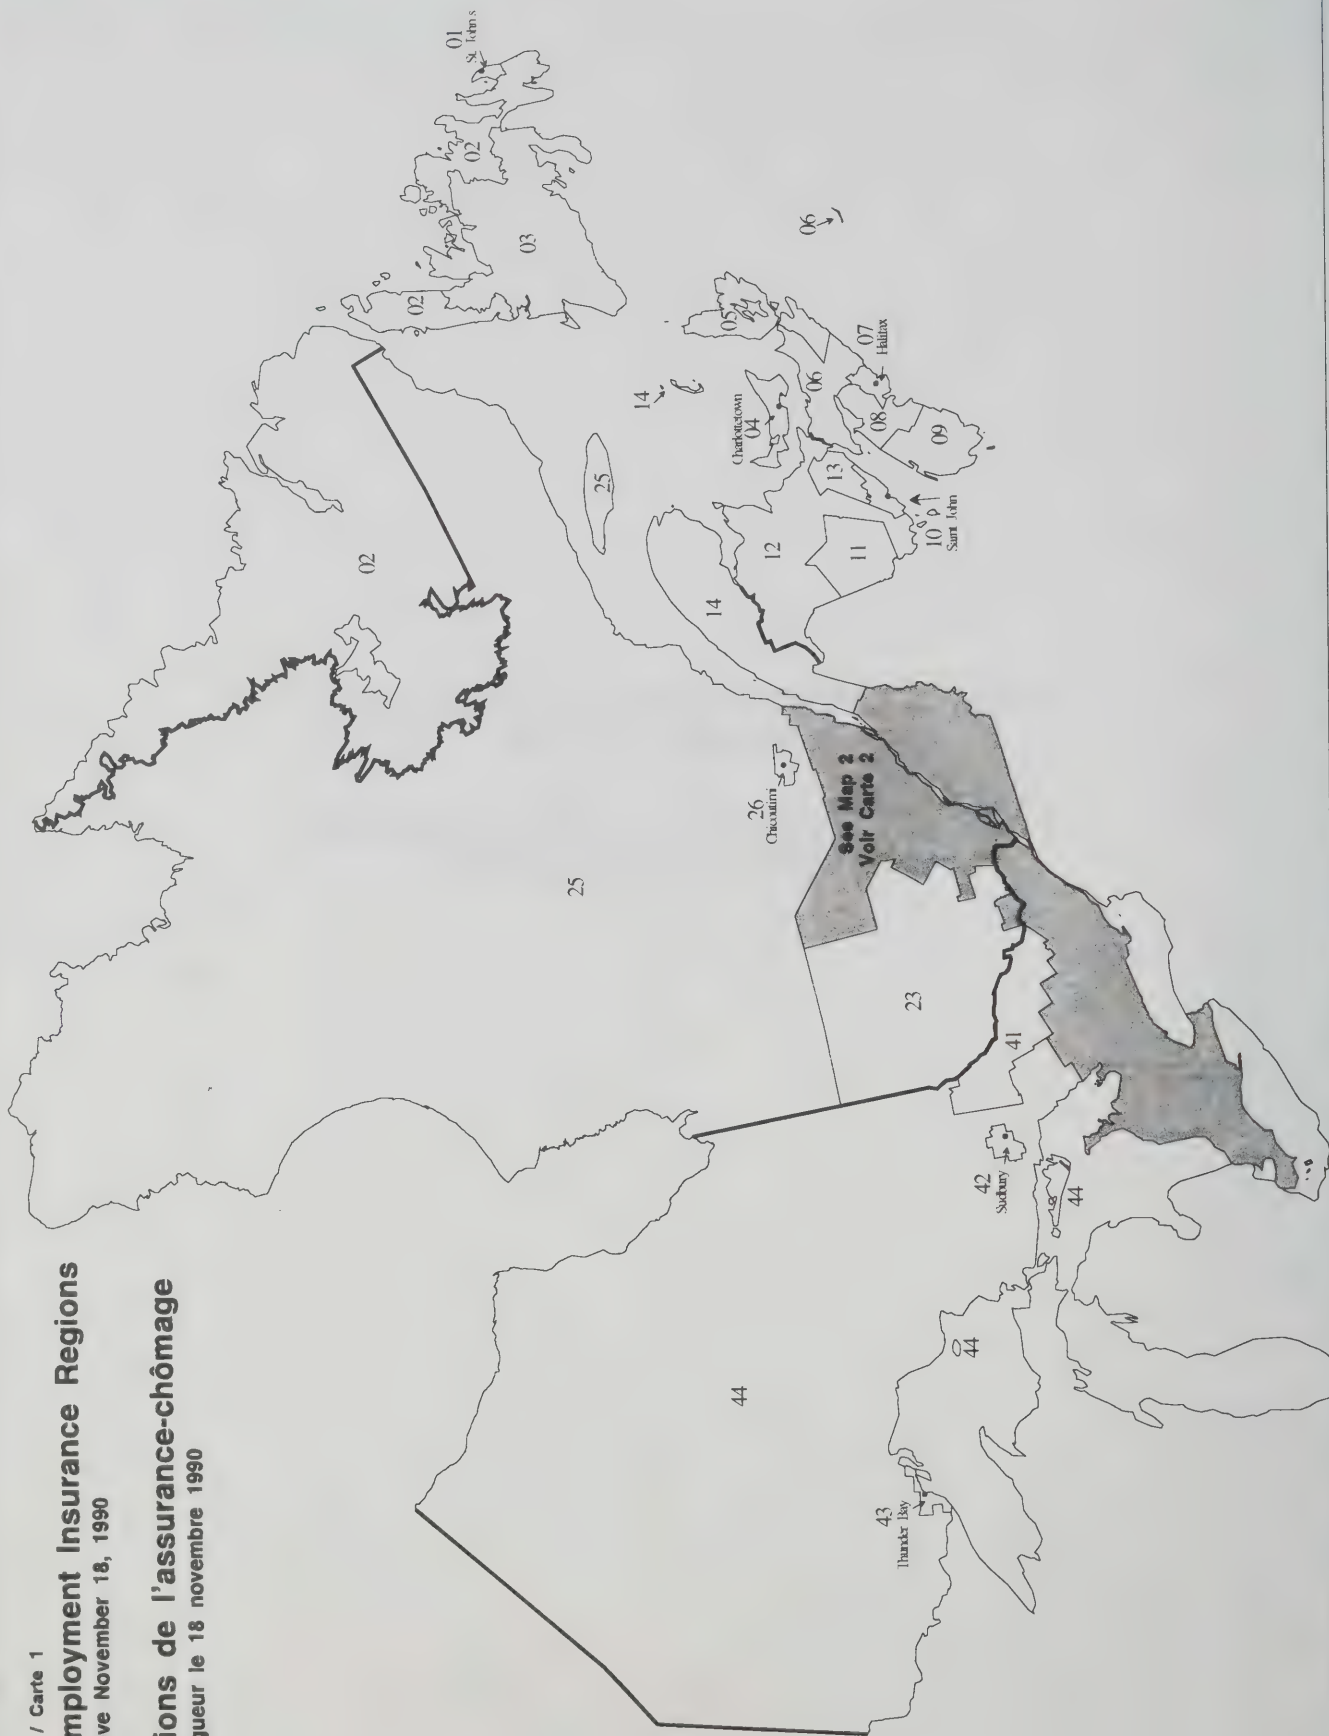 / Carte 1
mployment Insurance Regions
ve November 18, 1990
ions de l'assurance-chômage
gueur le 18 novembre 1990
01
St. John's
02
02
02
03
02
06
05
07
Halifax
14
Charlottetown
04
06
08
09
25
13
10
Saint John
12
11
14
26
Chicoutimi
See Map 2
Voir Carte 2
25
23
41
42
Sudbury
44
44
44
43
Thunder Bay